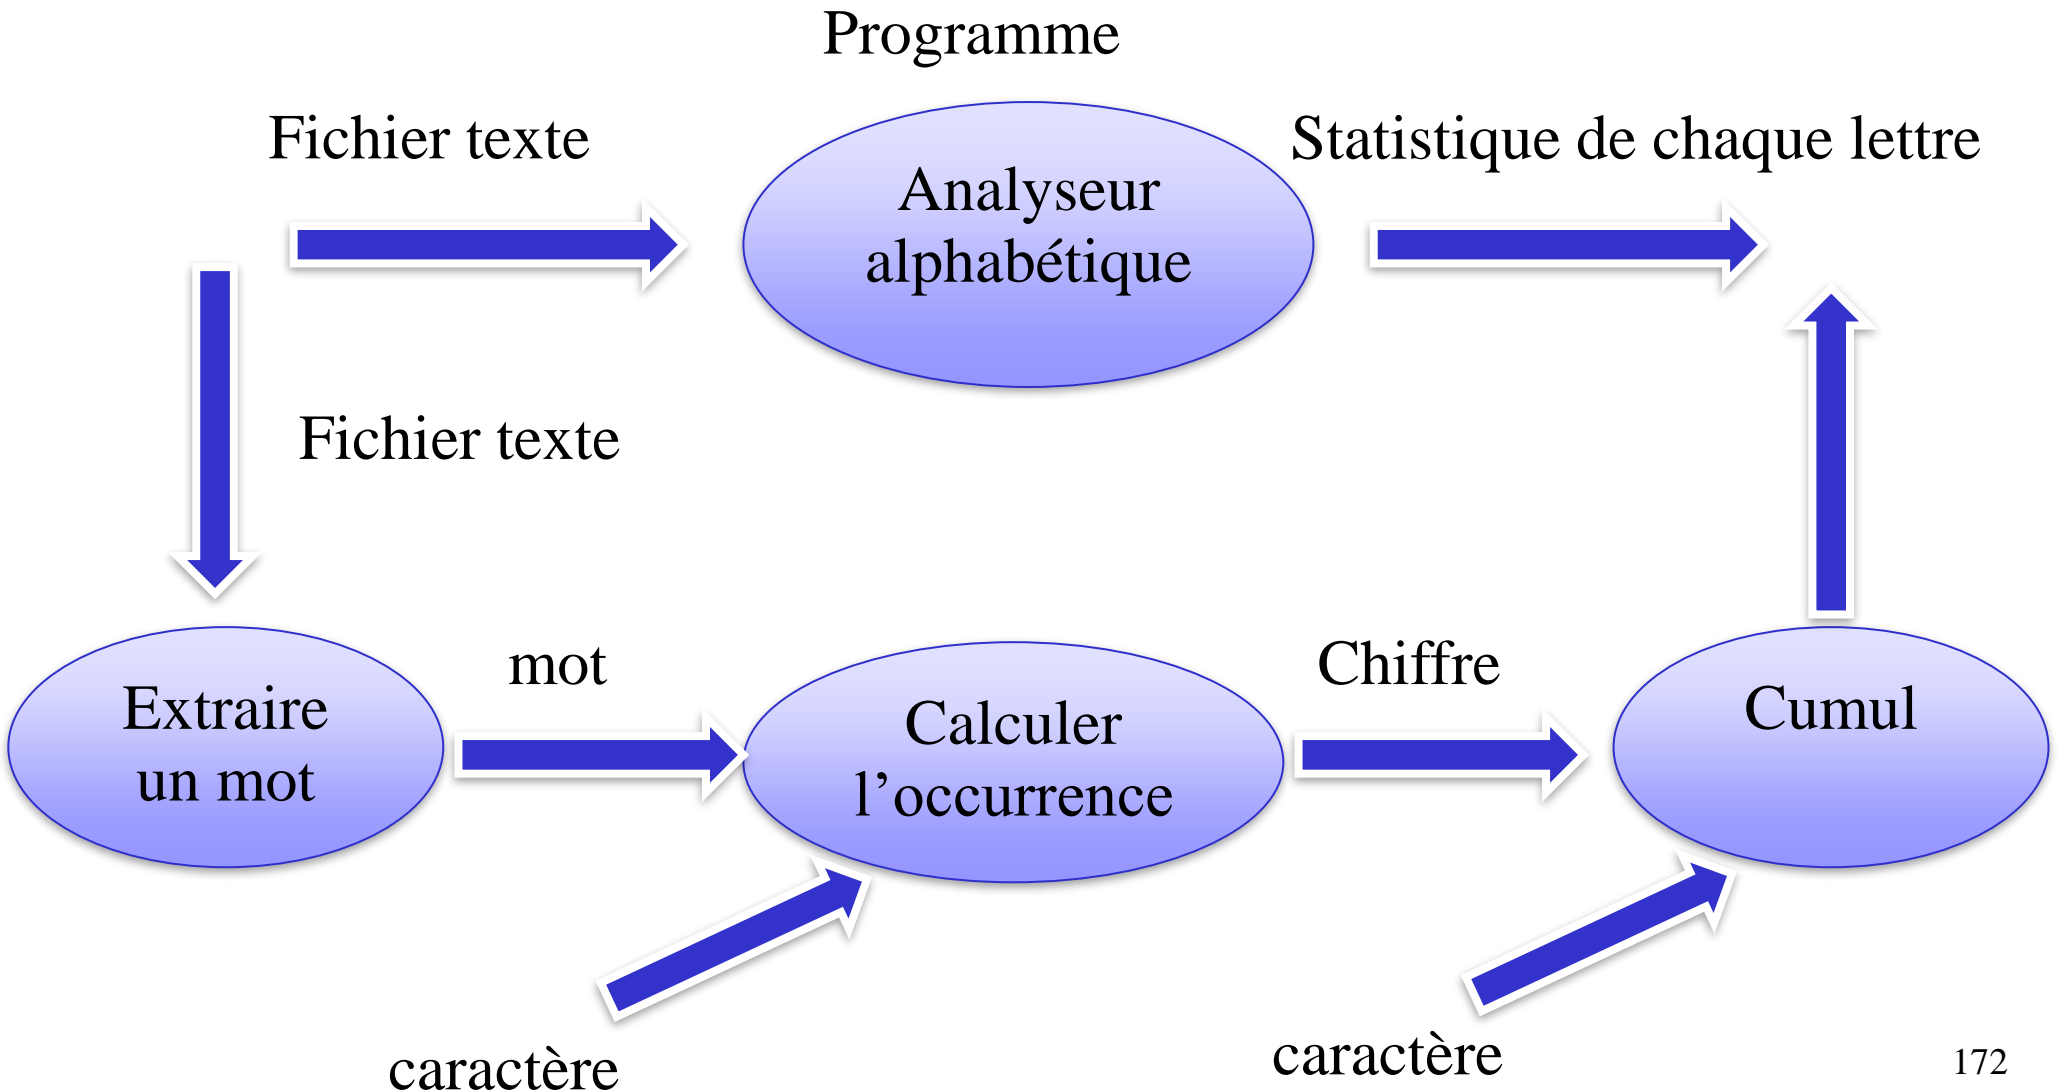 Programme
Fichier texte
Statistique de chaque lettre
Analyseur
alphabétique
Fichier texte
mot
Chiffre
Extraire
un mot
Calculer
l’occurrence
Cumul
caractère
caractère
172